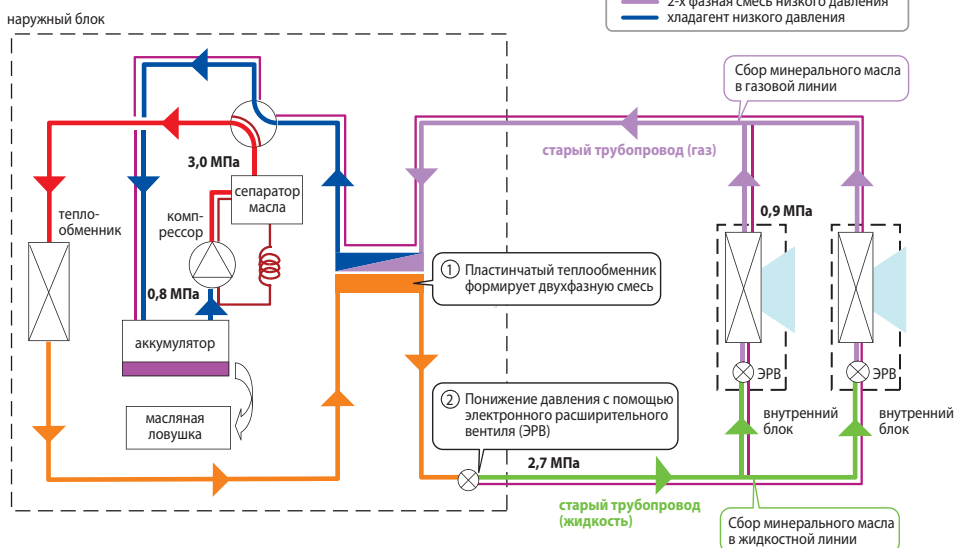 2-х фазная смесь низкого давления
хладагент низкого давления
наружный блок
Сбор минерального масла
в газовой линии
старый трубопровод (газ)
3,0 МПа
сепаратор
масла
тепло-
обменник
комп-
рессор
0,9 МПа
1 Пластинчатый теплообменник
формирует двухфазную смесь
0,8 МПа
аккумулятор
ЭРВ
ЭРВ
масляная
ловушка
2 Понижение давления с помощью
электронного расширительного
вентиля (ЭРВ)
внутренний
блок
внутренний
блок
2,7 МПа
старый трубопровод
(жидкость)
Сбор минерального масла
в жидкостной линии